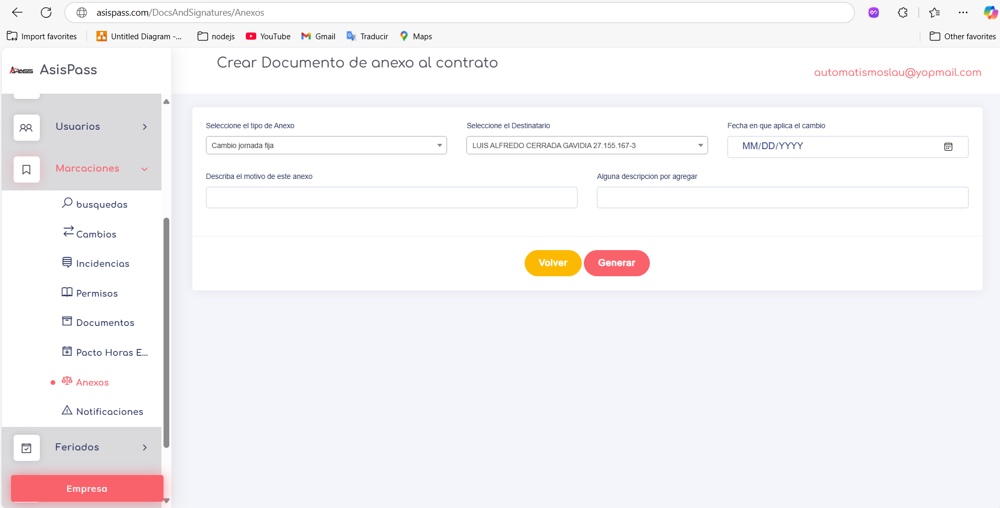 asispass.com/DocsAndSignatures/Anexos
Import favorites
Untitled Diagram -...
nodejs
YouTube
Gmail
Traducir
Maps
Other favorites
APASS AsisPass
Crear Documento de anexo al contrato
automatismoslau@yopmail.com
Usuarios
Marcaciones
busquedas
Cambios
Incidencias
Permisos
Documentos
Pacto Horas E...
Anexos
Notificaciones
Feriados
Empresa
Seleccione el tipo de Anexo
Cambio jornada fija
Seleccione el Destinatario
LUIS ALFREDO CERRADA GAVIDIA 27.155.167-3
Fecha en que aplica el cambio
MM/DD/YYYY
Describa el motivo de este anexo
Alguna descripcion por agregar
Volver
Generar